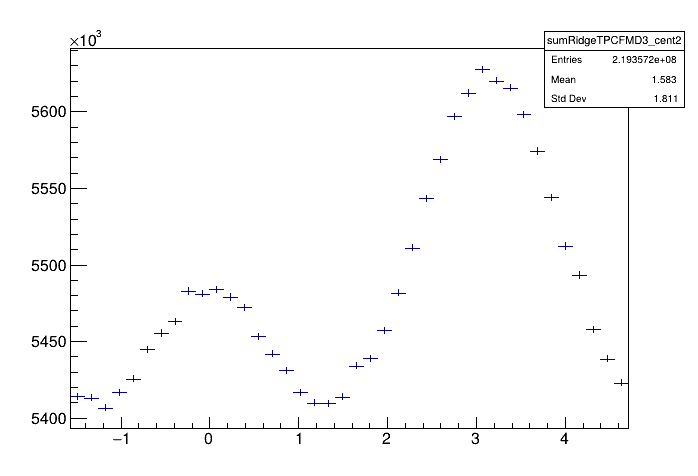 ×10³
sumRidgeTPCFMD3_cent2
Entries 2.193572e+08
Mean 1.583
Std Dev 1.811
5600
5550
5500
5450
5400
−1 0 1 2 3 4